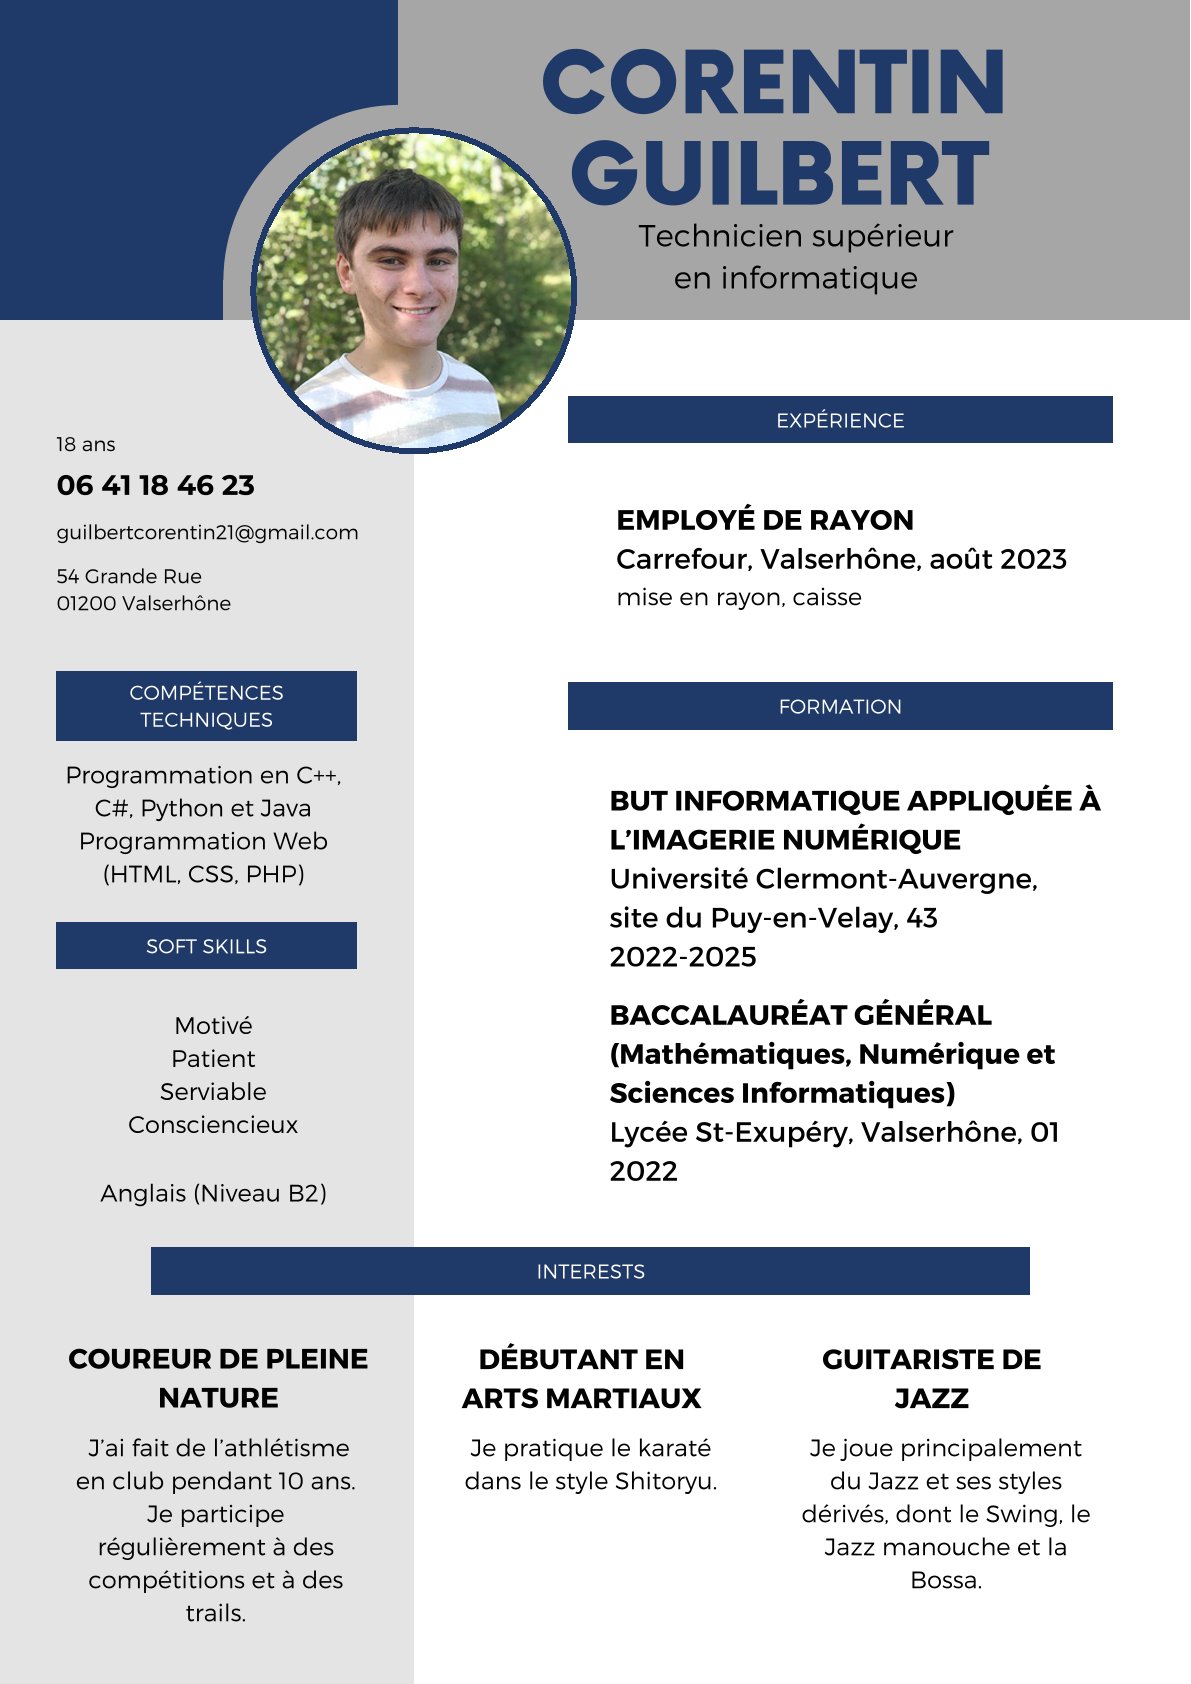 CORENTIN
GUILBERT
Technicien supérieur
en informatique
18 ans
06 41 18 46 23
guilbertcorentin21@gmail.com
54 Grande Rue
01200 Valserhône
COMPÉTENCES
TECHNIQUES
Programmation en C++,
C#, Python et Java
Programmation Web
(HTML, CSS, PHP)
SOFT SKILLS
Motivé
Patient
Serviable
Consciencieux
Anglais (Niveau B2)
EXPÉRIENCE
EMPLOYÉ DE RAYON
Carrefour, Valserhône, août 2023
mise en rayon, caisse
FORMATION
BUT INFORMATIQUE APPLIQUÉE À
L’IMAGERIE NUMÉRIQUE
Université Clermont-Auvergne,
site du Puy-en-Velay, 43
2022-2025
BACCALAURÉAT GÉNÉRAL
(Mathématiques, Numérique et
Sciences Informatiques)
Lycée St-Exupéry, Valserhône, 01
2022
INTERESTS
COUREUR DE PLEINE
NATURE
J’ai fait de l’athlétisme
en club pendant 10 ans.
Je participe
régulièrement à des
compétitions et à des
trails.
DÉBUTANT EN
ARTS MARTIAUX
Je pratique le karaté
dans le style Shitoryu.
GUITARISTE DE
JAZZ
Je joue principalement
du Jazz et ses styles
dérivés, dont le Swing, le
Jazz manouche et la
Bossa.